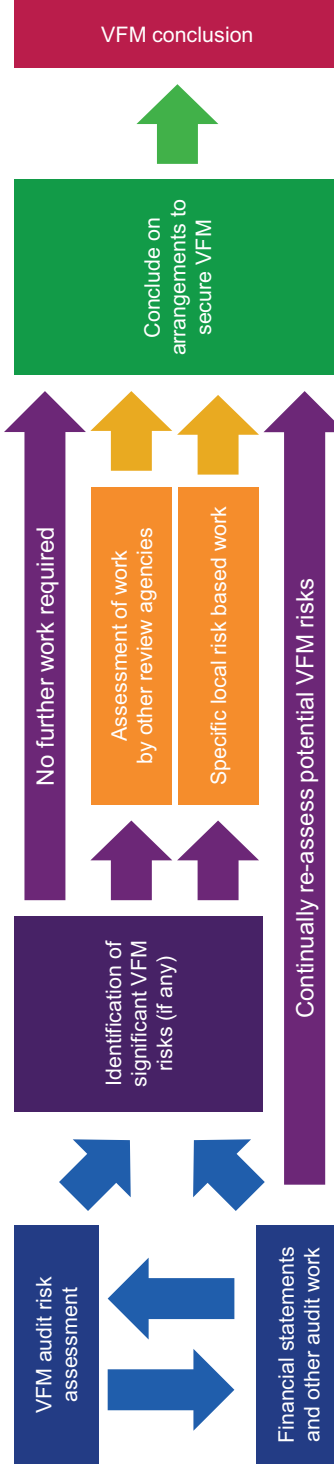 VFM audit risk
assessment
Financial statements
and other audit work
Identification of
significant VFM
risks (if any)
No further work required
Assessment of work
by other review agencies
Specific local risk based work
Continually re-assess potential VFM risks
Conclude on
arrangements to
secure VFM
VFM conclusion